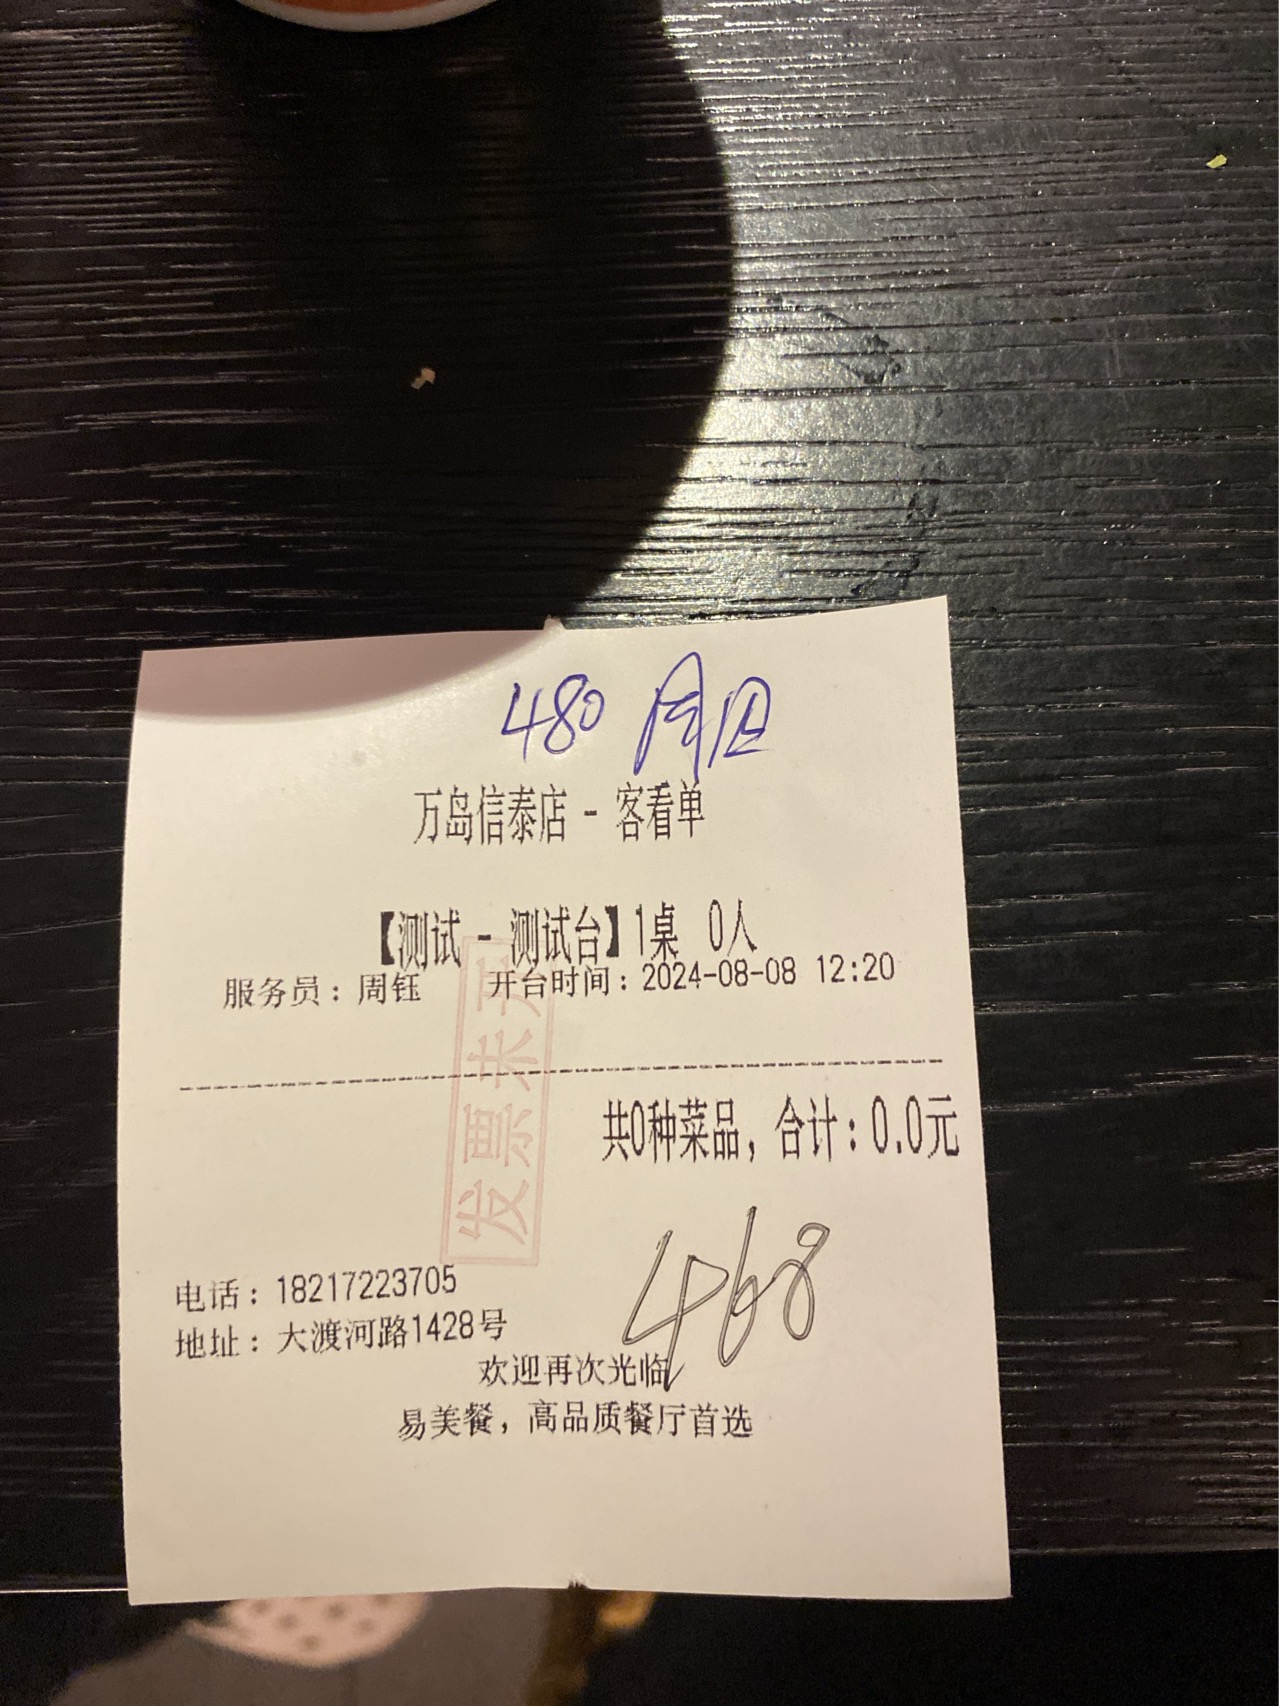 480
万岛信泰店 - 客看单
【测试 - 测试台】1桌 0人
服务员：周钰 开台时间：2024-08-08 12:20
发票未开
共0种菜品，合计：0.0元
468
电话：18217223705
地址：大渡河路1428号
欢迎再次光临
易美餐，高品质餐厅首选